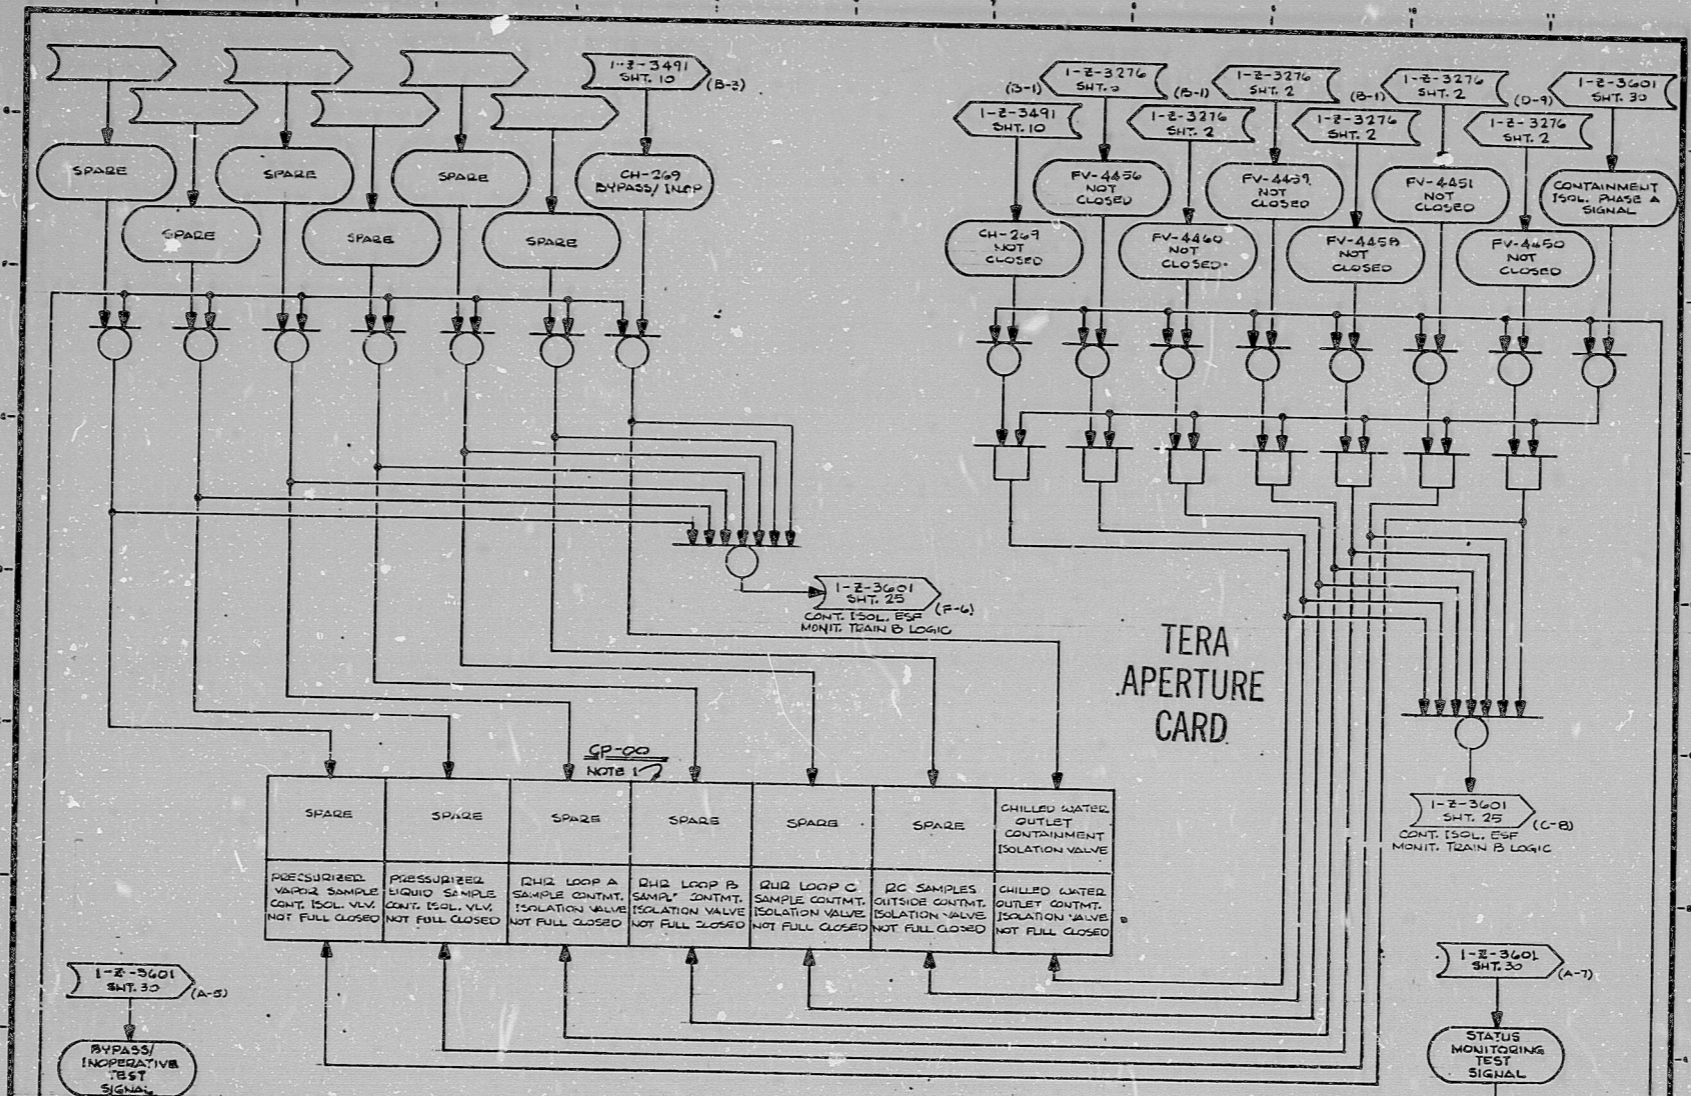 1-Z-3491
SHT. 10
(B-3)
(B-1)
1-Z-3276
1-Z-3491
SHT. 10
(B-1)
1-Z-3276
SHT. 2
1-Z-3276
SHT. 2
(B-1)
1-Z-3276
SHT. 2
1-Z-3276
SHT. 2
(D-9)
1-Z-3601
SHT. 30
1-Z-3276
SHT. 2
SPARE
SPARE
SPARE
CH-269
BYPASS/INOP
SPARE
SPARE
SPARE
FV-4456
NOT
CLOSED
NOT
CLOSED
FV-4451
NOT
CLOSED
CONTAINMENT
ISOL. PHASE A
SIGNAL
CH-269
NOT
CLOSED
FV-4460
NOT
CLOSED
FV-4458
NOT
CLOSED
FV-4450
NOT
CLOSED
1-Z-3601
SHT. 25
(F-6)
CONT. ISOL. ESF
MONIT. TRAIN B LOGIC
TERA
APERTURE
CARD
1-Z-3601
SHT. 25
(C-8)
CONT. ISOL. ESF
MONIT. TRAIN B LOGIC
CP-00
NOTE 1
SPARE
SPARE
SPARE
SPARE
SPARE
SPARE
CHILLED WATER
OUTLET
CONTAINMENT
ISOLATION VALVE
PRESSURIZER
VAPOR SAMPLE
CONT. ISOL. VLV.
NOT FULL CLOSED
PRESSURIZER
LIQUID SAMPLE
CONT. ISOL. VLV.
NOT FULL CLOSED
RHR LOOP A
SAMPLE CONTMT.
ISOLATION VALVE
NOT FULL CLOSED
RHR LOOP B
SAMPLE CONTMT.
ISOLATION VALVE
NOT FULL CLOSED
RHR LOOP C
SAMPLE CONTMT.
ISOLATION VALVE
NOT FULL CLOSED
RC SAMPLES
OUTSIDE CONTMT.
ISOLATION VALVE
NOT FULL CLOSED
CHILLED WATER
OUTLET CONTMT.
ISOLATION VALVE
NOT FULL CLOSED
1-Z-3601
SHT. 30
(A-5)
BYPASS/
INOPERATIVE
TEST
SIGNAL
1-Z-3601
SHT. 30
(A-7)
STATUS
MONITORING
TEST
SIGNAL